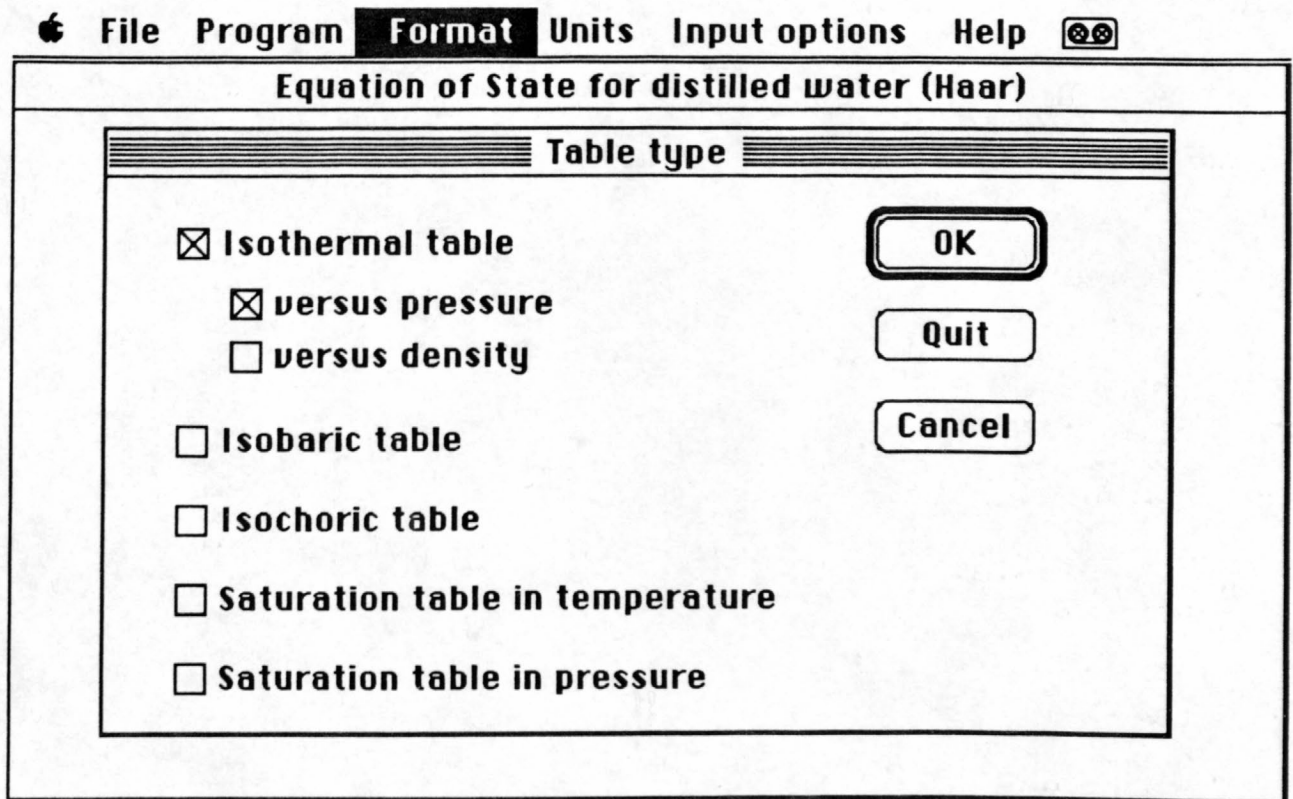 File Program Format Units Input options Help
Equation of State for distilled water (Haar)
Table type
Isothermal table
versus pressure
versus density
Isobaric table
Isochoric table
Saturation table in temperature
Saturation table in pressure
OK
Quit
Cancel